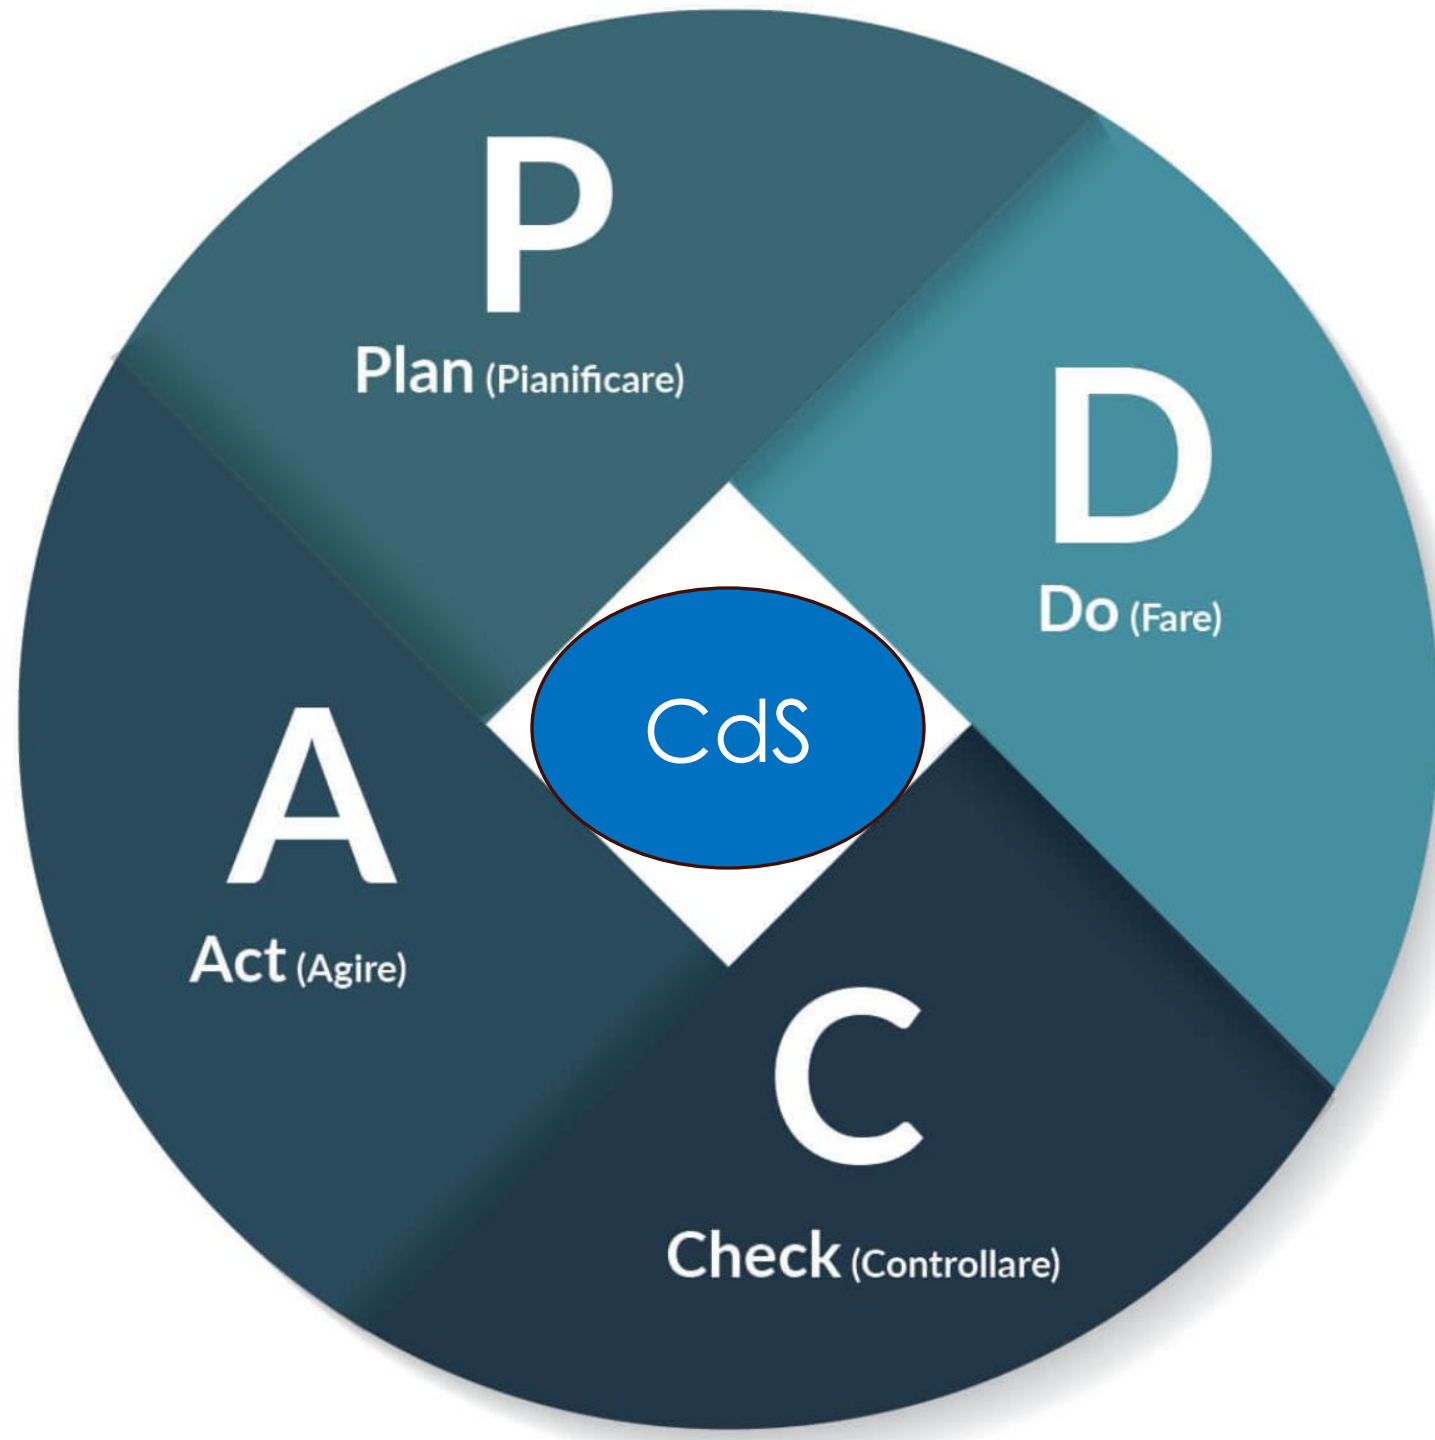 P
Plan (Pianificare)
D
Do (Fare)
CdS
A
Act (Agire)
C
Check (Controllare)